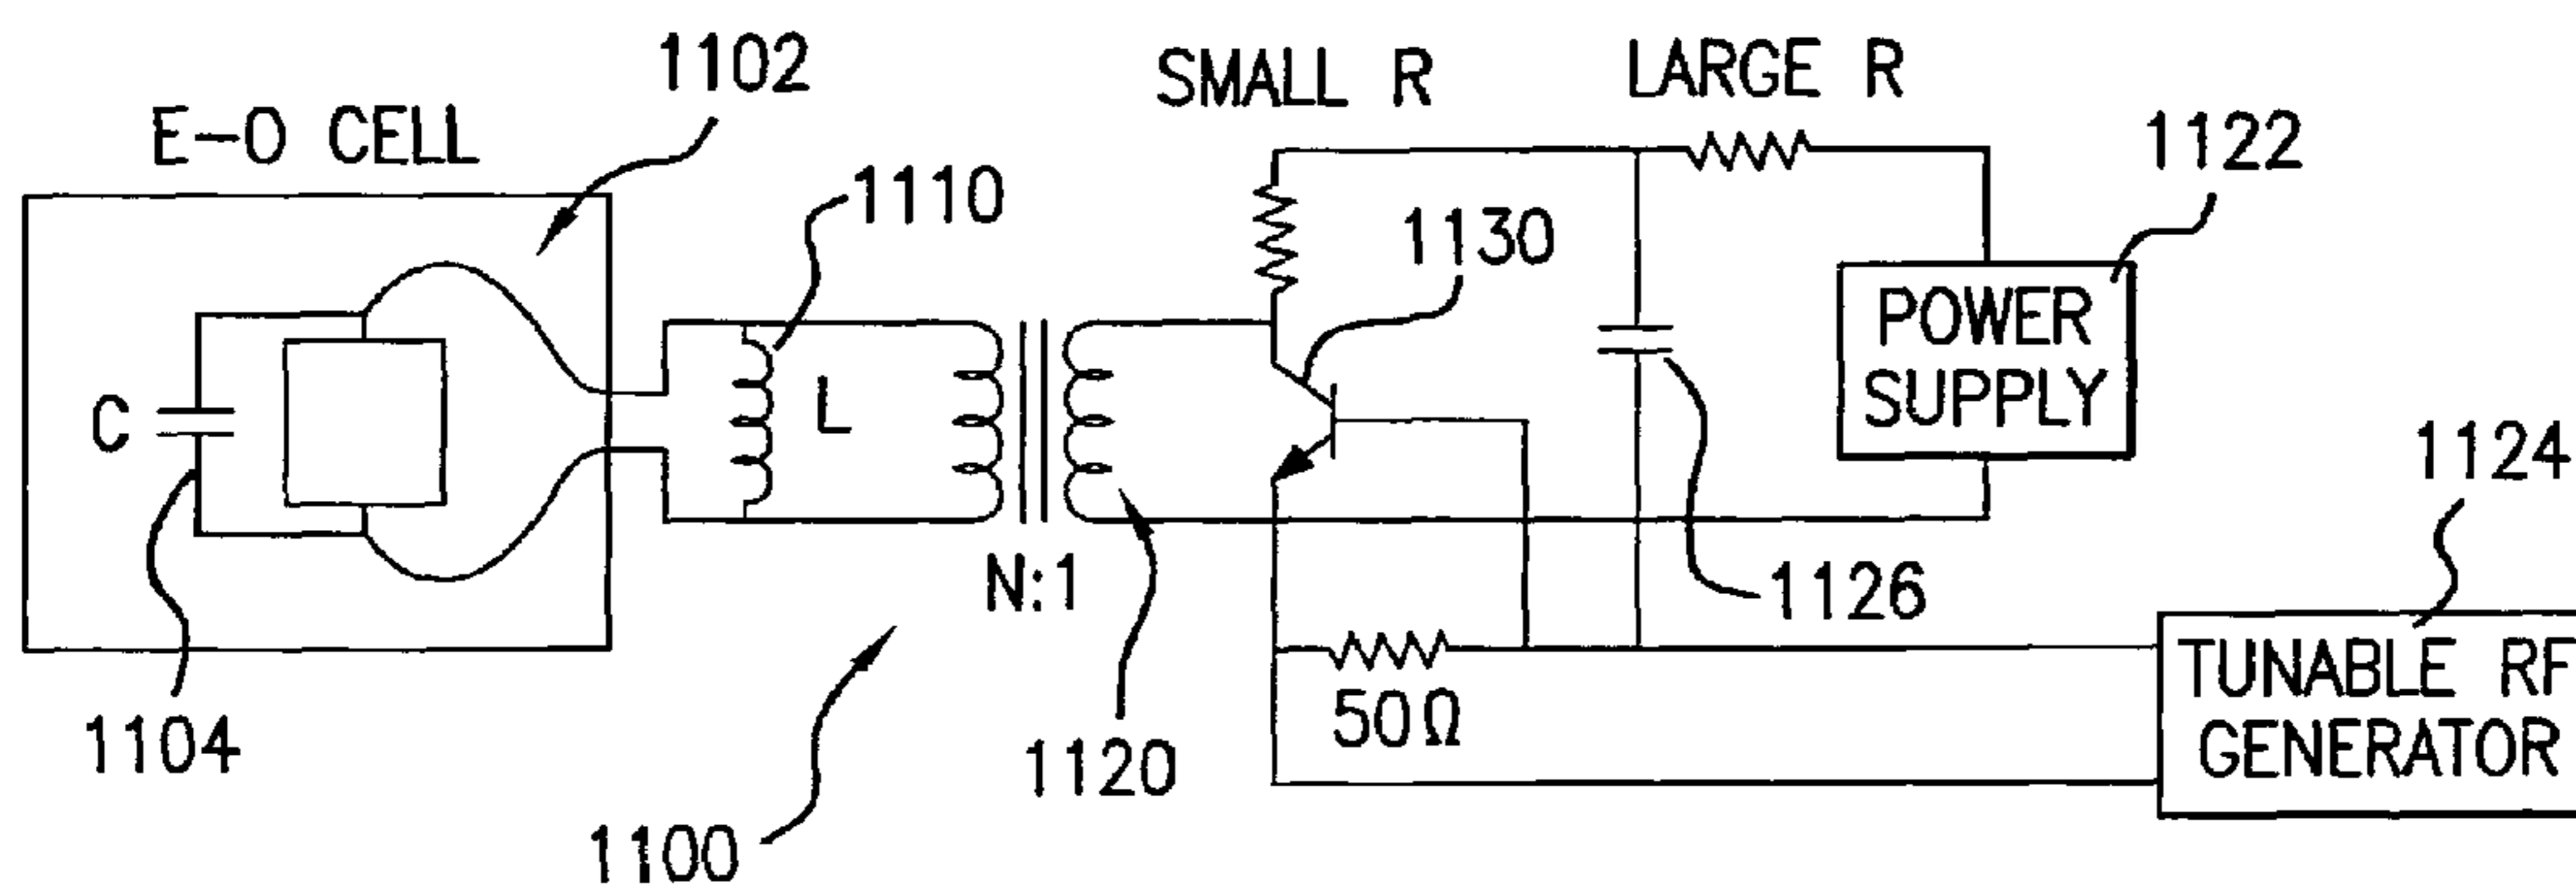 1102
SMALL R
LARGE R
E-O CELL
1122
1110
1130
POWER
SUPPLY
L
C
1124
N:1
1126
TUNABLE RF
GENERATOR
50Ω
1104
1120
1100